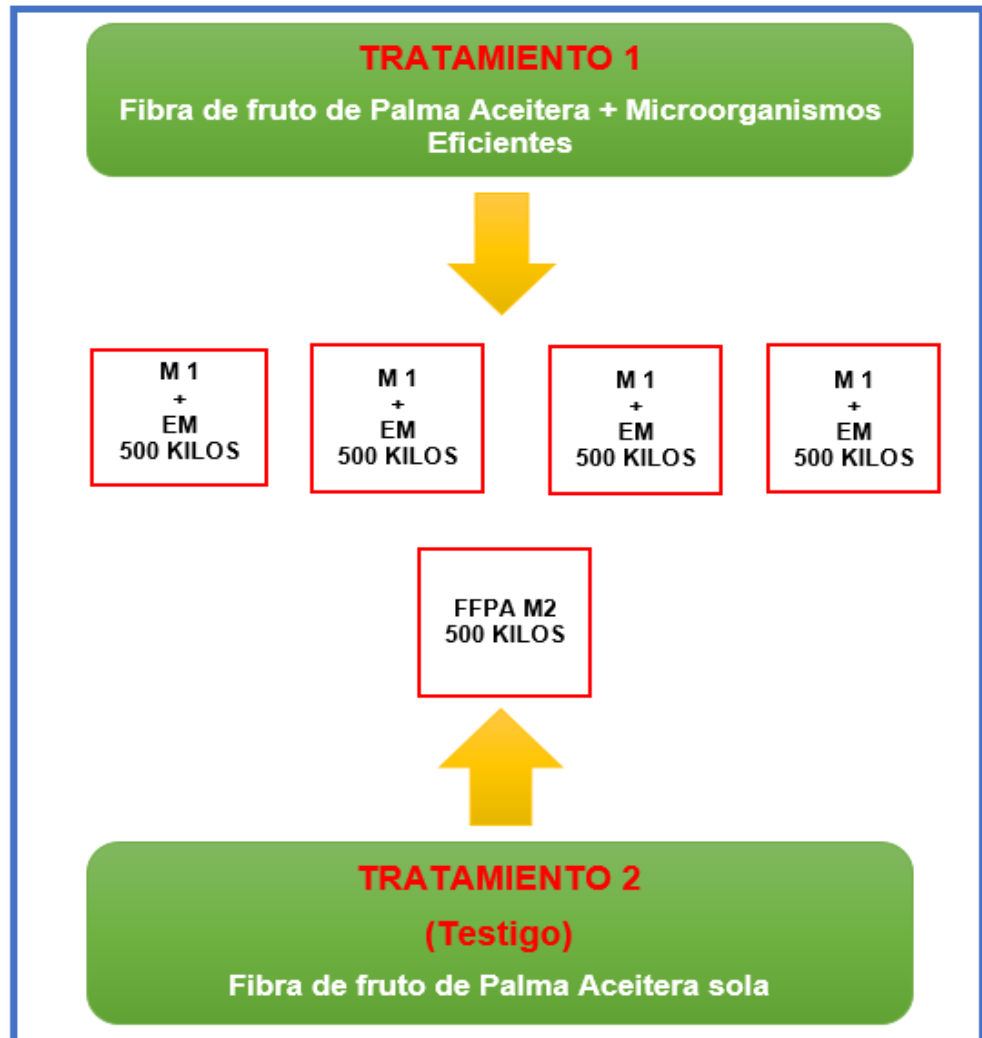 TRATAMIENTO 1
Fibra de fruto de Palma Aceitera + Microorganismos
Eficientes
M 1
+
EM
500 KILOS
M 1
+
EM
500 KILOS
M 1
+
EM
500 KILOS
M 1
+
EM
500 KILOS
FFPA M2
500 KILOS
TRATAMIENTO 2
(Testigo)
Fibra de fruto de Palma Aceitera sola